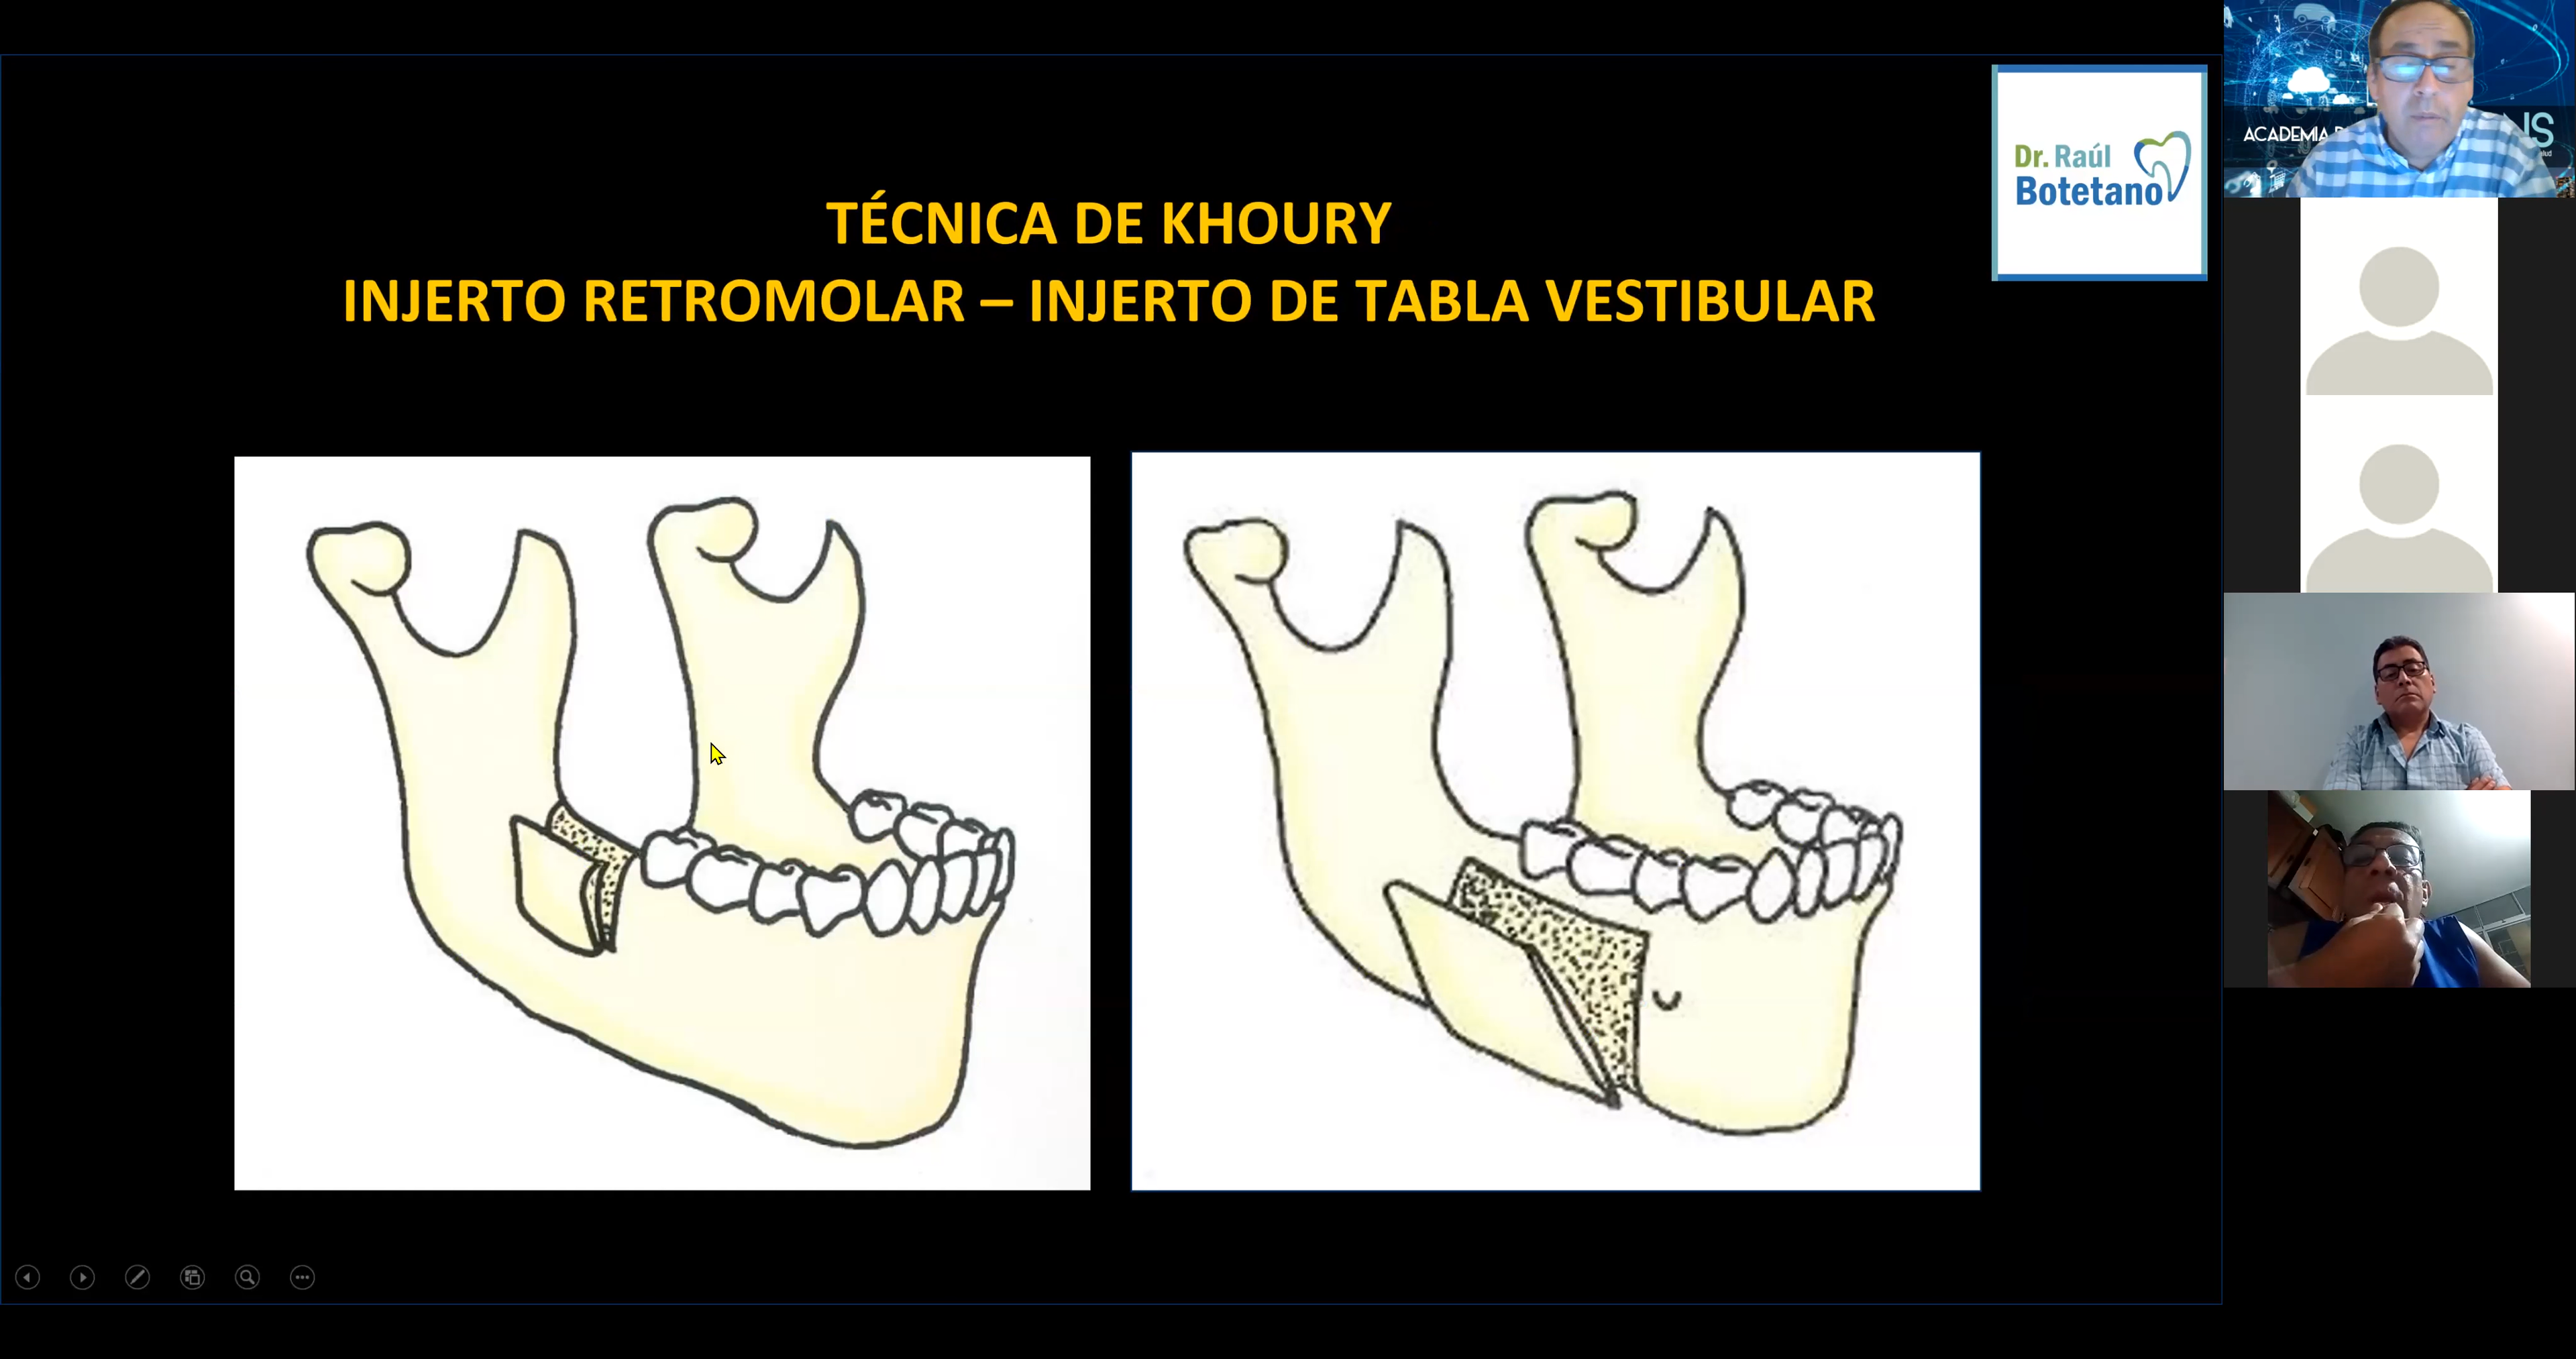 TÉCNICA DE KHOURY
INJERTO RETROMOLAR – INJERTO DE TABLA VESTIBULAR
Dr. Raúl
Botetano
ACADEMIA